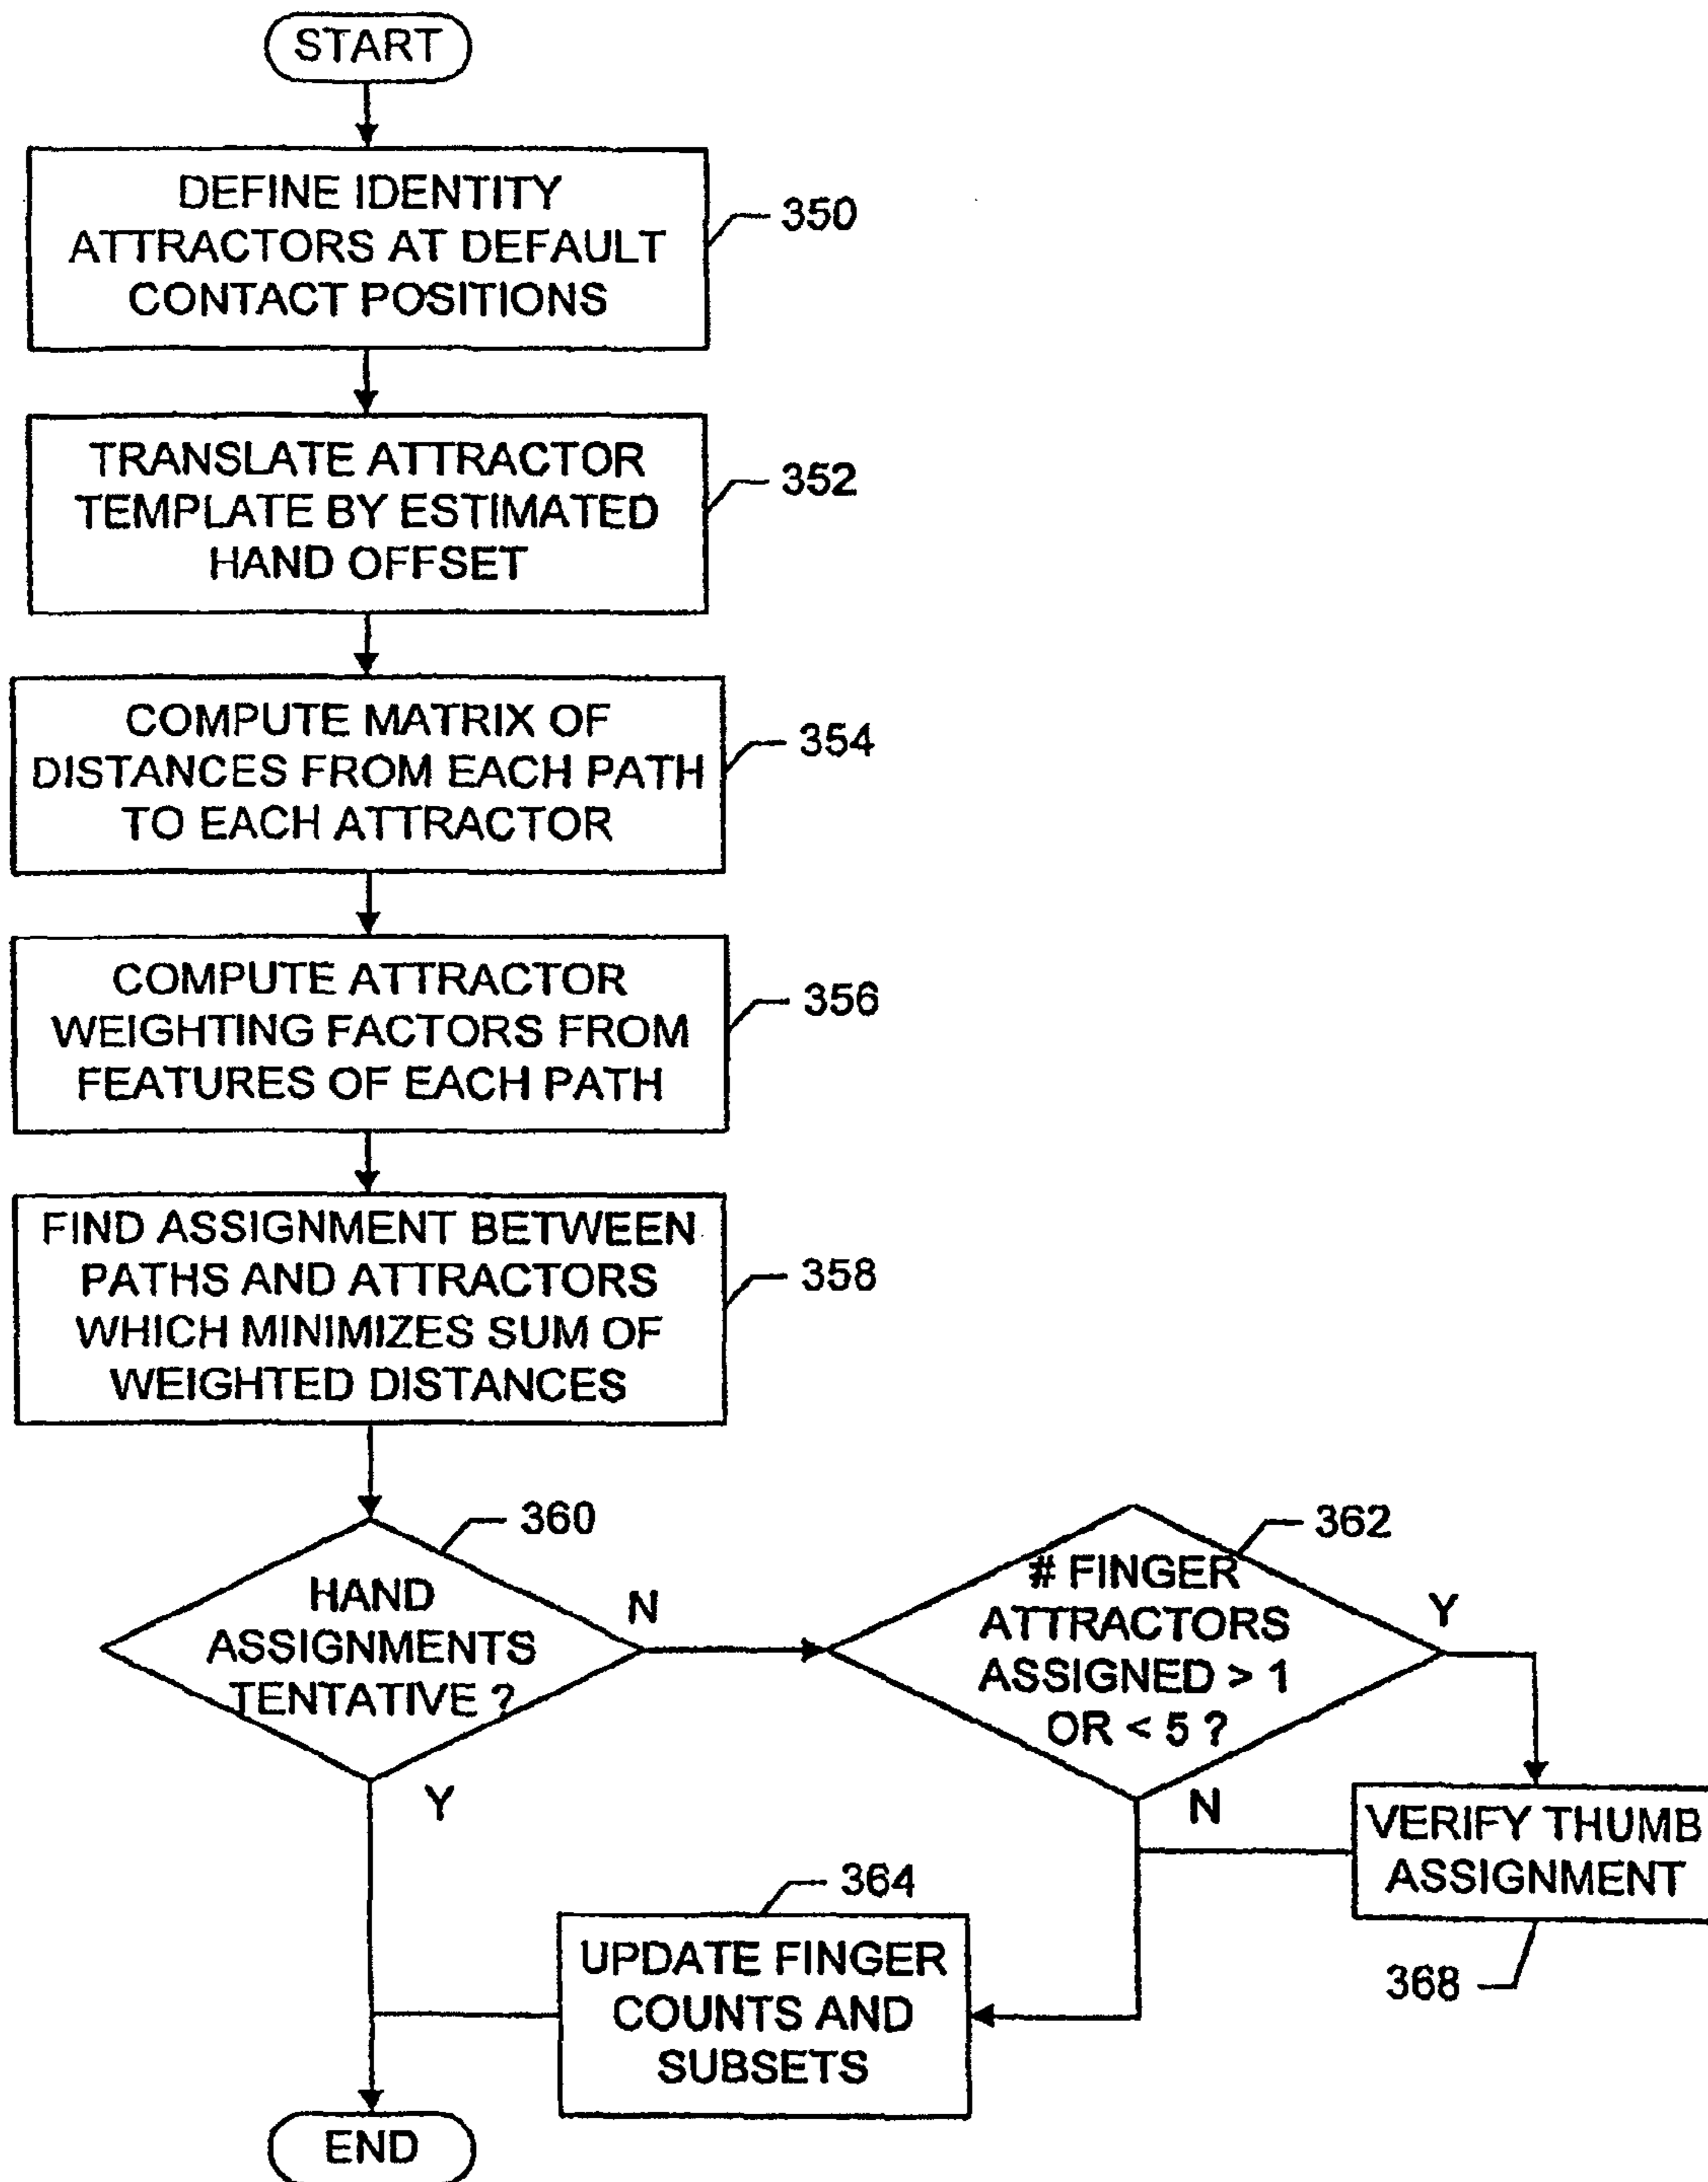 START
DEFINE IDENTITY
ATTRACTORS AT DEFAULT
CONTACT POSITIONS
350
TRANSLATE ATTRACTOR
TEMPLATE BY ESTIMATED
HAND OFFSET
352
COMPUTE MATRIX OF
DISTANCES FROM EACH PATH
TO EACH ATTRACTOR
354
COMPUTE ATTRACTOR
WEIGHTING FACTORS FROM
FEATURES OF EACH PATH
356
FIND ASSIGNMENT BETWEEN
PATHS AND ATTRACTORS
WHICH MINIMIZES SUM OF
WEIGHTED DISTANCES
358
360
HAND
ASSIGNMENTS
TENTATIVE ?
N
Y
362
# FINGER
ATTRACTORS
ASSIGNED > 1
OR < 5 ?
Y
N
VERIFY THUMB
ASSIGNMENT
368
364
UPDATE FINGER
COUNTS AND
SUBSETS
END